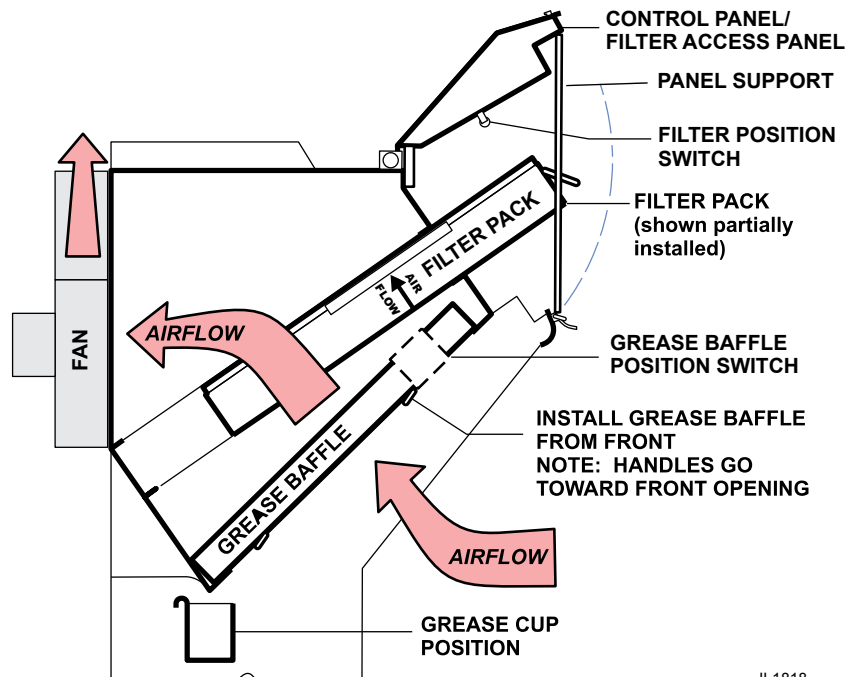 CONTROL PANEL/
FILTER ACCESS PANEL
PANEL SUPPORT
FILTER POSITION
SWITCH
FILTER PACK
(shown partially
installed)
FILTER PACK
AIR
FLOW
AIRFLOW
FAN
GREASE BAFFLE
POSITION SWITCH
INSTALL GREASE BAFFLE
FROM FRONT
NOTE: HANDLES GO
TOWARD FRONT OPENING
GREASE BAFFLE
AIRFLOW
GREASE CUP
POSITION